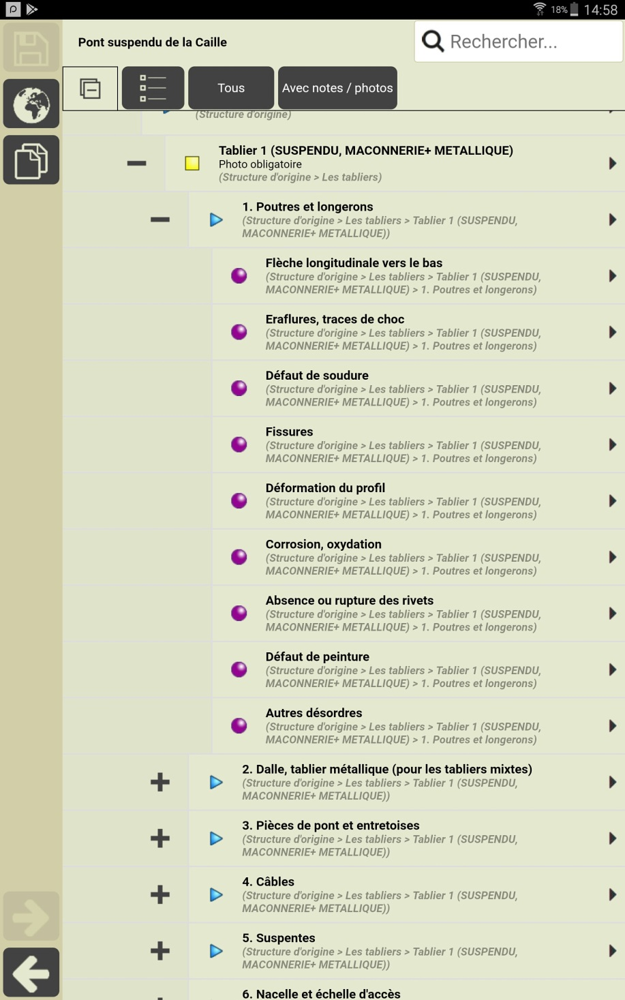 18%
14:58
Pont suspendu de la Caille
Rechercher...
Tous
Avec notes / photos
(Structure d'origine)
Tablier 1 (SUSPENDU, MACONNERIE+ METALLIQUE)
Photo obligatoire
(Structure d'origine > Les tabliers)
1. Poutres et longerons
(Structure d'origine > Les tabliers > Tablier 1 (SUSPENDU,
MACONNERIE+ METALLIQUE))
Flèche longitudinale vers le bas
(Structure d'origine > Les tabliers > Tablier 1 (SUSPENDU,
MACONNERIE+ METALLIQUE) > 1. Poutres et longerons)
Eraflures, traces de choc
(Structure d'origine > Les tabliers > Tablier 1 (SUSPENDU,
MACONNERIE+ METALLIQUE) > 1. Poutres et longerons)
Défaut de soudure
(Structure d'origine > Les tabliers > Tablier 1 (SUSPENDU,
MACONNERIE+ METALLIQUE) > 1. Poutres et longerons)
Fissures
(Structure d'origine > Les tabliers > Tablier 1 (SUSPENDU,
MACONNERIE+ METALLIQUE) > 1. Poutres et longerons)
Déformation du profil
(Structure d'origine > Les tabliers > Tablier 1 (SUSPENDU,
MACONNERIE+ METALLIQUE) > 1. Poutres et longerons)
Corrosion, oxydation
(Structure d'origine > Les tabliers > Tablier 1 (SUSPENDU,
MACONNERIE+ METALLIQUE) > 1. Poutres et longerons)
Absence ou rupture des rivets
(Structure d'origine > Les tabliers > Tablier 1 (SUSPENDU,
MACONNERIE+ METALLIQUE) > 1. Poutres et longerons)
Défaut de peinture
(Structure d'origine > Les tabliers > Tablier 1 (SUSPENDU,
MACONNERIE+ METALLIQUE) > 1. Poutres et longerons)
Autres désordres
(Structure d'origine > Les tabliers > Tablier 1 (SUSPENDU,
MACONNERIE+ METALLIQUE) > 1. Poutres et longerons)
2. Dalle, tablier métallique (pour les tabliers mixtes)
(Structure d'origine > Les tabliers > Tablier 1 (SUSPENDU,
MACONNERIE+ METALLIQUE))
3. Pièces de pont et entretoises
(Structure d'origine > Les tabliers > Tablier 1 (SUSPENDU,
MACONNERIE+ METALLIQUE))
4. Câbles
(Structure d'origine > Les tabliers > Tablier 1 (SUSPENDU,
MACONNERIE+ METALLIQUE))
5. Suspentes
(Structure d'origine > Les tabliers > Tablier 1 (SUSPENDU,
MACONNERIE+ METALLIQUE))
6. Nacelle et échelle d'accès